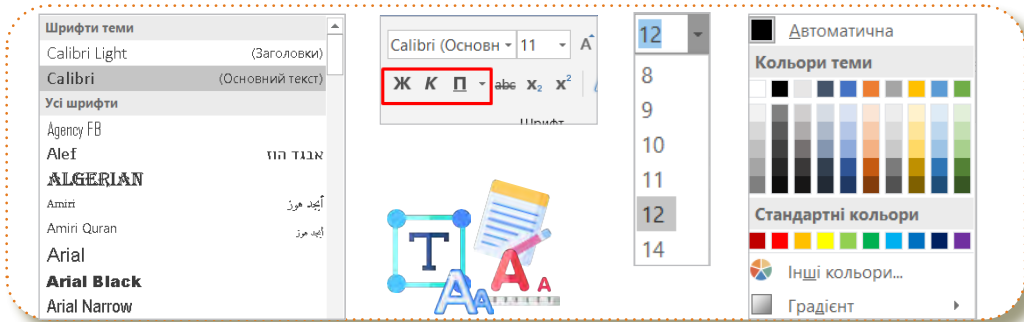 Шрифти теми
Calibri Light (Заголовки)
Calibri (Основний текст)
Усі шрифти
Agency FB
Alef אבגד הוז
ALGERIAN
Amiri أبجد هوز
Amiri Quran أبجد هوز
Arial
Arial Black
Arial Narrow
Calibri (Основн 11 A
Ж К П abc x₂ x²
Шрифт
12
8
9
10
11
12
14
T
A A
A A
Автоматична
Кольори теми
Стандартні кольори
Інші кольори...
Градієнт